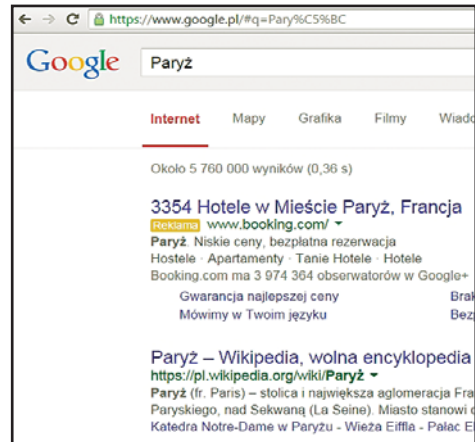 https://www.google.pl/#q=Pary%C5%BC
Google Paryż
Internet Mapy Grafika Filmy
Około 5 760 000 wyników (0,36 s)
3354 Hotele w Mieście Paryż, Francja
Reklama www.booking.com/
Paryż. Niskie ceny, bezpłatna rezerwacja
Hostele · Apartamenty · Tanie Hotele · Hotele
Booking.com ma 3 974 364 obserwatorów w Google+
Gwarancja najlepszej ceny
Mówimy w Twoim języku
Paryż – Wikipedia, wolna encyklopedia
https://pl.wikipedia.org/wiki/Paryż
Paryż (fr. Paris) – stolica i największa aglomeracja
Paryskiego, nad Sekwaną (La Seine). Miasto stanowi
Katedra Notre-Dame w Paryżu - Wieża Eiffla - Pałac